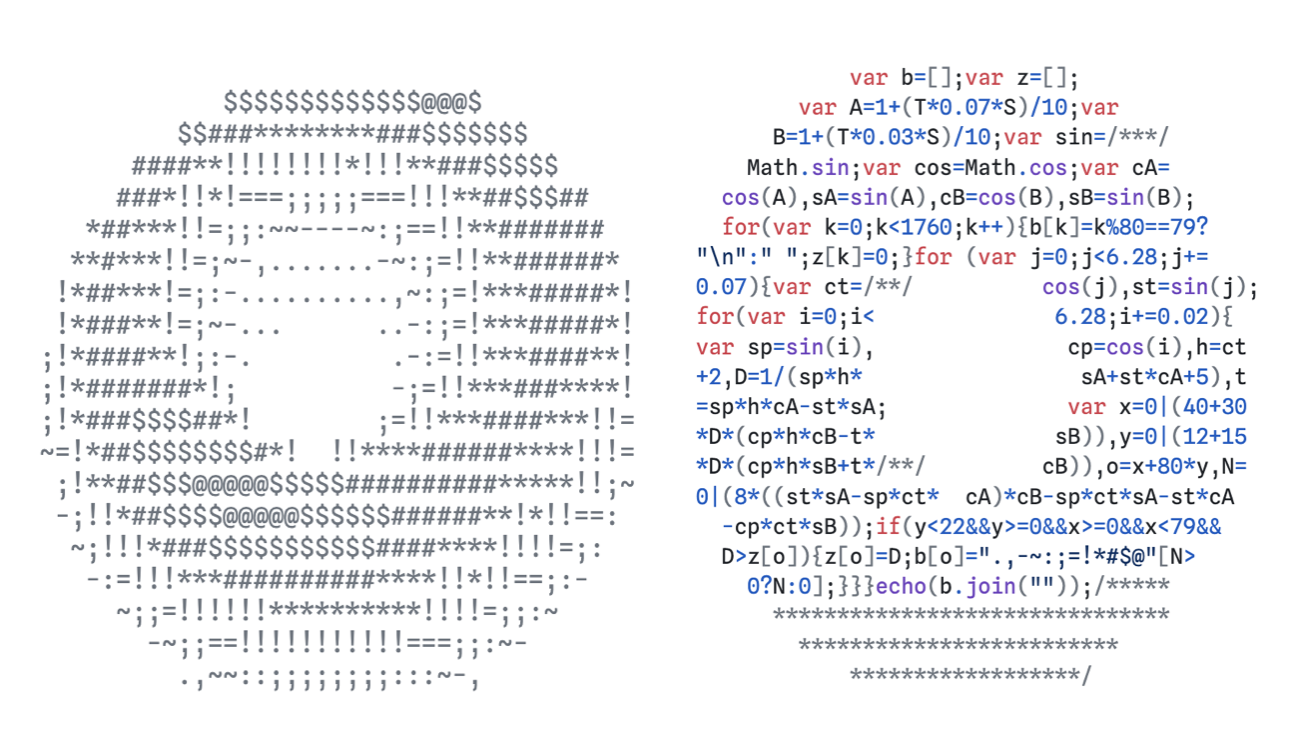 $$$$$$$$$$$$$@@@$
$$###********###$$$$$$$
####**!!!!!!!!*!!!**###$$$$$
###*!!*!===;;;;;===!!!**##$$$##
*##***!!=;;:~~----~:;==!!**#######
**#***!!=;~-,.......-~:;=!!**######*
!*##***!=;:-..........,~:;=!***#####*!
!*###**!=;~-...      ..-:;=!***#####*!
;!*####**!;:-.         .-:=!!***####**!
;!*#######*!;          -;=!!***###****!
;!*###$$$$##*!        ;=!!***####***!!=
~=!*##$$$$$$$$#*!  !!****######****!!!=
;!**##$$$@@@@@$$$$$##########*****!!;~
-;!!*##$$$$@@@@@$$$$$$######**!*!!==:
~;!!!*###$$$$$$$$$$$####****!!!!=;:
-:=!!!***##########****!!*!!==;:-
~;;=!!!!!!**********!!!!=;;:~
-~;;==!!!!!!!!!!!===;;:~-
.,~~::;;;;;;;;:::~-,
var b=[];var z=[];
var A=1+(T*0.07*S)/10;var
B=1+(T*0.03*S)/10;var sin=/***/
Math.sin;var cos=Math.cos;var cA=
cos(A),sA=sin(A),cB=cos(B),sB=sin(B);
for(var k=0;k<1760;k++){b[k]=k%80==79?
"\n":" ";z[k]=0;}for (var j=0;j<6.28;j+=
0.07){var ct=/**/          cos(j),st=sin(j);
for(var i=0;i<              6.28;i+=0.02){
var sp=sin(i),               cp=cos(i),h=ct
+2,D=1/(sp*h*                 sA+st*cA+5),t
=sp*h*cA-st*sA;              var x=0|(40+30
*D*(cp*h*cB-t*              sB)),y=0|(12+15
*D*(cp*h*sB+t*/**/         cB)),o=x+80*y,N=
0|(8*((st*sA-sp*ct*  cA)*cB-sp*ct*sA-st*cA
-cp*ct*sB));if(y<22&&y>=0&&x>=0&&x<79&&
D>z[o]){z[o]=D;b[o]=".,-~:;=!*#$@"[N>
0?N:0];}}}echo(b.join(""));/*****
*******************************
*************************
******************/